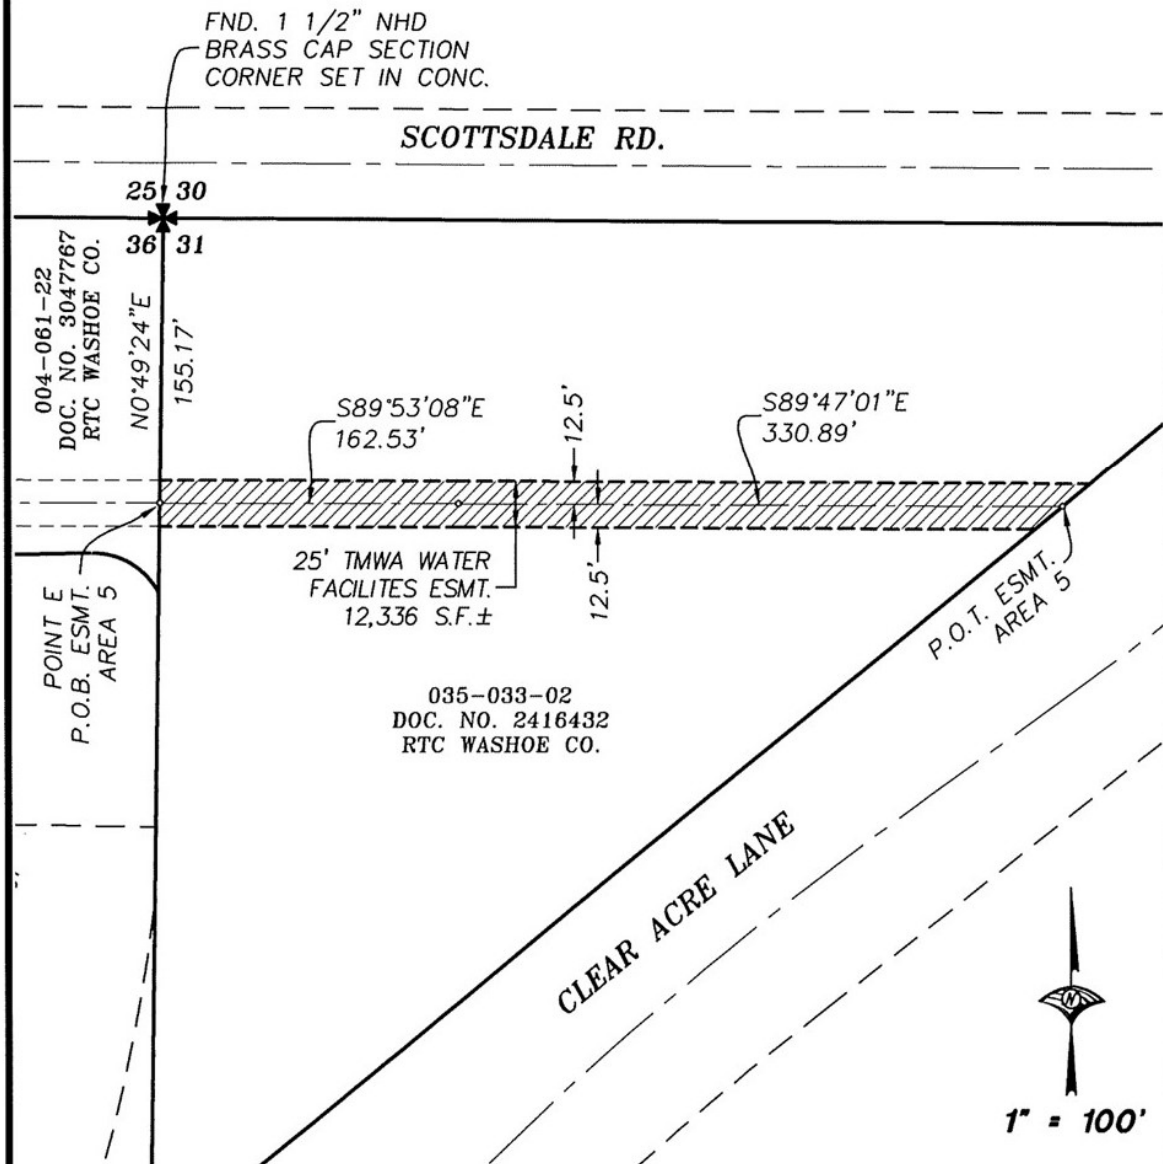 FND. 1 1/2" NHD
BRASS CAP SECTION
CORNER SET IN CONC.
SCOTTSDALE RD.
25 30
36 31
004-061-22
DOC. NO. 3047767
RTC WASHOE CO.
N0°49'24"E
155.17'
S89°53'08"E
162.53'
12.5'
S89°47'01"E
330.89'
25' TMWA WATER
FACILITES ESMT.
12,336 S.F.±
12.5'
POINT E
P.O.B. ESMT.
AREA 5
P.O.T. ESMT.
AREA 5
035-033-02
DOC. NO. 2416432
RTC WASHOE CO.
CLEAR ACRE LANE
N
1" = 100'